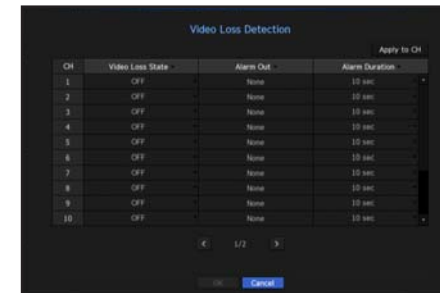 Video Loss Detection
Apply to CH
CH Video Loss State Alarm Out Alarm Duration
1 OFF None 10 sec
2 OFF None 10 sec
3 OFF None 10 sec
4 OFF None 10 sec
5 OFF None 10 sec
6 OFF None 10 sec
7 OFF None 10 sec
8 OFF None 10 sec
9 OFF None 10 sec
10 OFF None 10 sec
< 1/2 >
OK Cancel